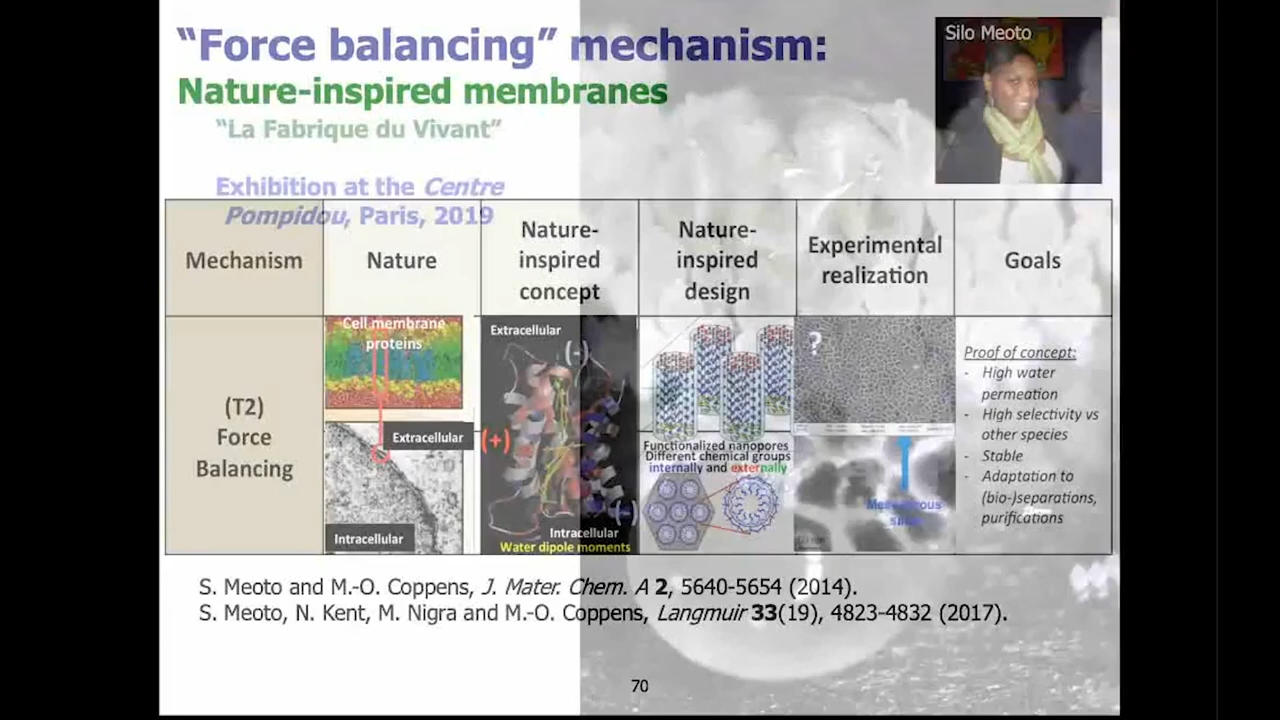 “Force balancing” mechanism:
Silo Meoto
Nature-inspired membranes
“La Fabrique du Vivant”
Exhibition at the Centre
Pompidou, Paris, 2019
Mechanism
Nature
Nature-
inspired
concept
Nature-
inspired
design
Experimental
realization
Goals
(T2)
Force
Balancing
Cell membrane
proteins
Extracellular
Intracellular
Extracellular
(-)
(+)
(-)
Intracellular
Water dipole moments
Functionalized nanopores
Different chemical groups
internally and externally
?
Proof of concept:
- High water
permeation
- High selectivity vs
other species
- Stable
- Adaptation to
(bio-)separations,
purifications
S. Meoto and M.-O. Coppens, J. Mater. Chem. A 2, 5640-5654 (2014).
S. Meoto, N. Kent, M. Nigra and M.-O. Coppens, Langmuir 33(19), 4823-4832 (2017).
70